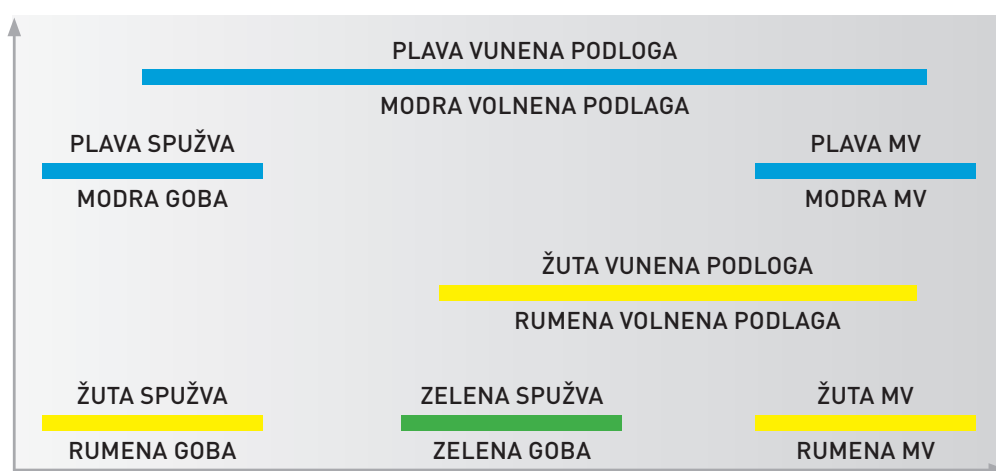 PLAVA VUNENA PODLOGA
MODRA VOLNENA PODLAGA
PLAVA SPUŽVA
MODRA GOBA
PLAVA MV
MODRA MV
ŽUTA VUNENA PODLOGA
RUMENA VOLNENA PODLAGA
ŽUTA SPUŽVA
RUMENA GOBA
ZELENA SPUŽVA
ZELENA GOBA
ŽUTA MV
RUMENA MV